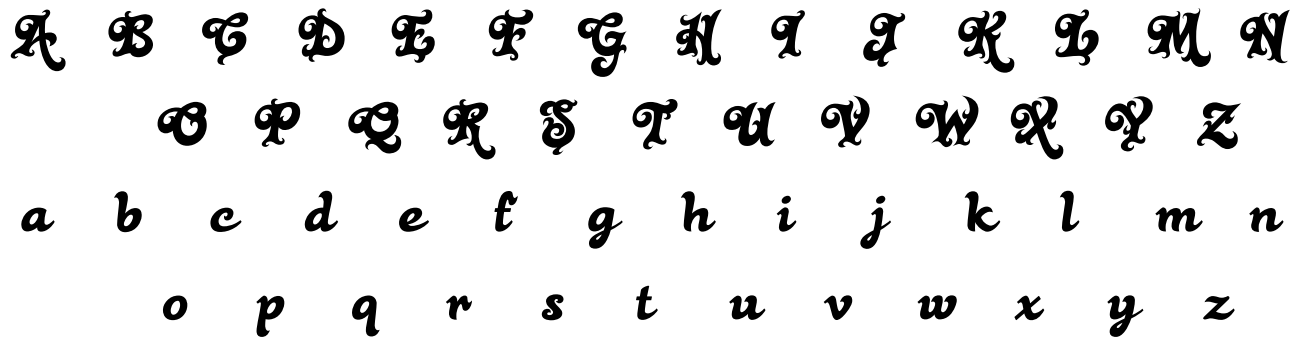 A B C D E F G H I J K L M N
O P Q R S T U V W X Y Z
a b c d e f g h i j k l m n
o p q r s t u v w x y z